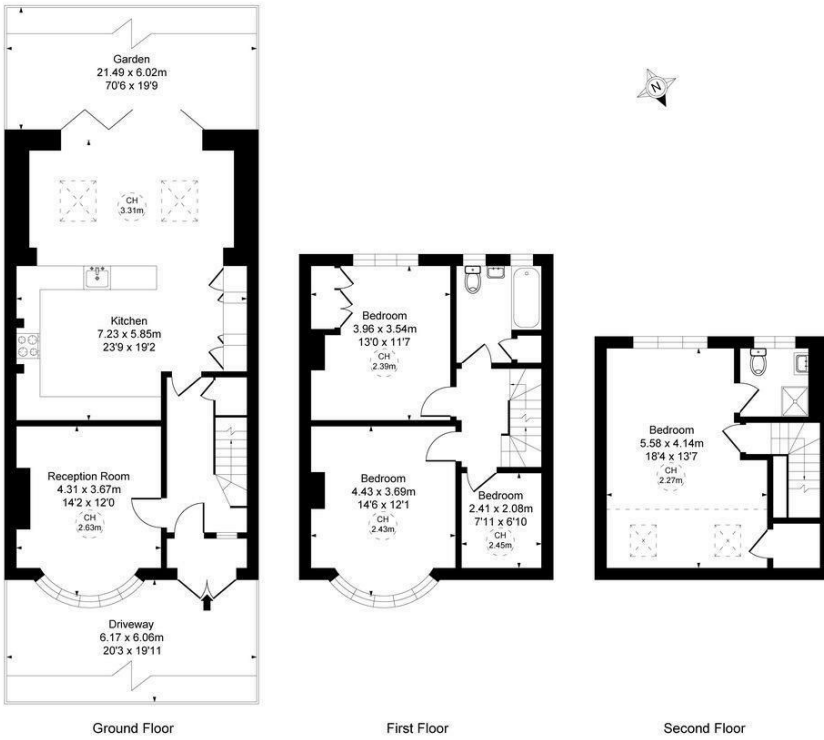 Garden
21.49 x 6.02m
70'6 x 19'9
N
CH
3.31m
Kitchen
7.23 x 5.85m
23'9 x 19'2
Reception Room
4.31 x 3.67m
14'2 x 12'0
CH
2.63m
Driveway
6.17 x 6.06m
20'3 x 19'11
Ground Floor
Bedroom
3.96 x 3.54m
13'0 x 11'7
CH
2.39m
Bedroom
4.43 x 3.69m
14'6 x 12'1
CH
2.43m
Bedroom
2.41 x 2.08m
7'11 x 6'10
CH
2.45m
First Floor
Bedroom
5.58 x 4.14m
18'4 x 13'7
CH
2.27m
Second Floor